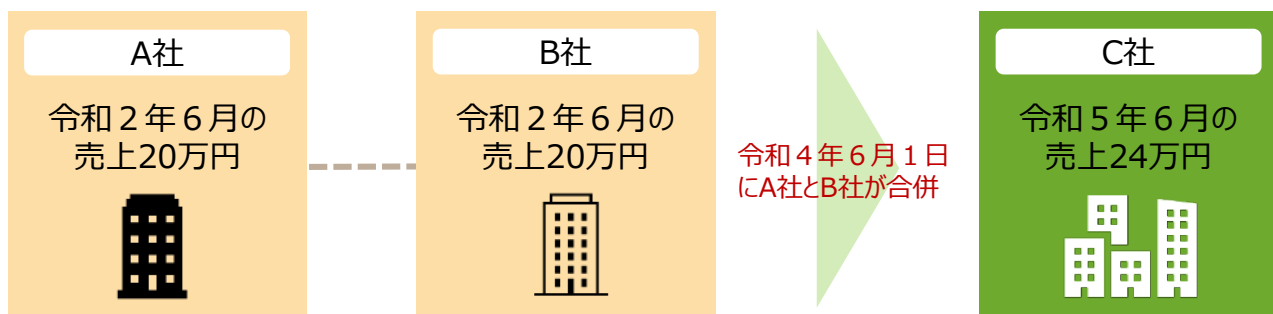 A社
令和２年６月の
売上20万円
B社
令和２年６月の
売上20万円
令和４年６月１日
にA社とB社が合併
C社
令和５年６月の
売上24万円